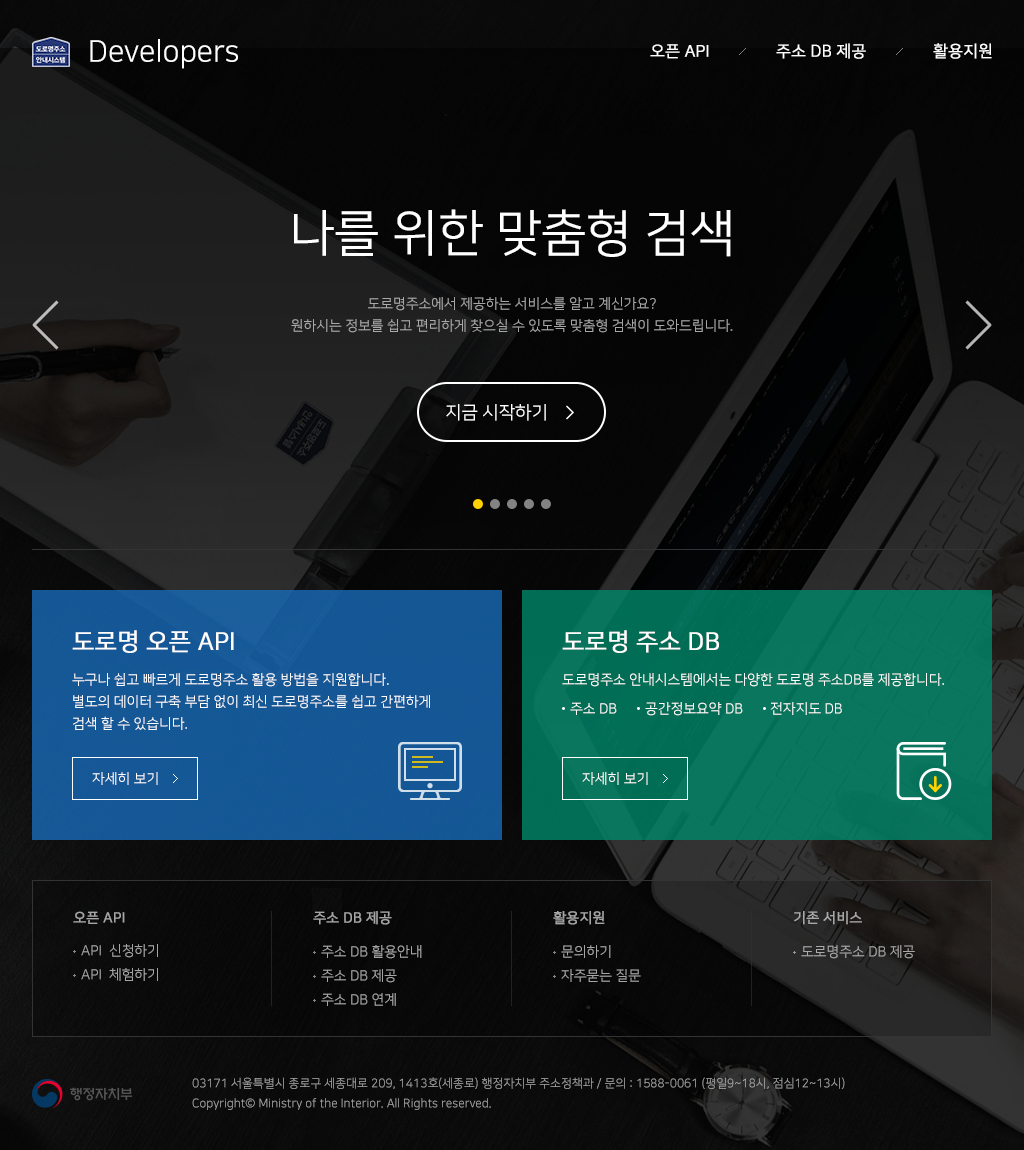 도로명주소
안내시스템
Developers
오픈 API
주소 DB 제공
활용지원
나를 위한 맞춤형 검색
도로명주소에서 제공하는 서비스를 알고 계신가요?
원하시는 정보를 쉽고 편리하게 찾으실 수 있도록 맞춤형 검색이 도와드립니다.
지금 시작하기
도로명주소
안내시스템
도로명 오픈 API
누구나 쉽고 빠르게 도로명주소 활용 방법을 지원합니다.
별도의 데이터 구축 부담 없이 최신 도로명주소를 쉽고 간편하게
검색 할 수 있습니다.
자세히 보기
도로명 주소 DB
도로명주소 안내시스템에서는 다양한 도로명 주소DB를 제공합니다.
• 주소 DB • 공간정보요약 DB • 전자지도 DB
자세히 보기
오픈 API
· API 신청하기
· API 체험하기
주소 DB 제공
· 주소 DB 활용안내
· 주소 DB 제공
· 주소 DB 연계
활용지원
· 문의하기
· 자주묻는 질문
기존 서비스
· 도로명주소 DB 제공
행정자치부
03171 서울특별시 종로구 세종대로 209, 1413호(세종로) 행정자치부 주소정책과 / 문의 : 1588-0061 (평일9~18시, 점심12~13시)
Copyright© Ministry of the Interior. All Rights reserved.